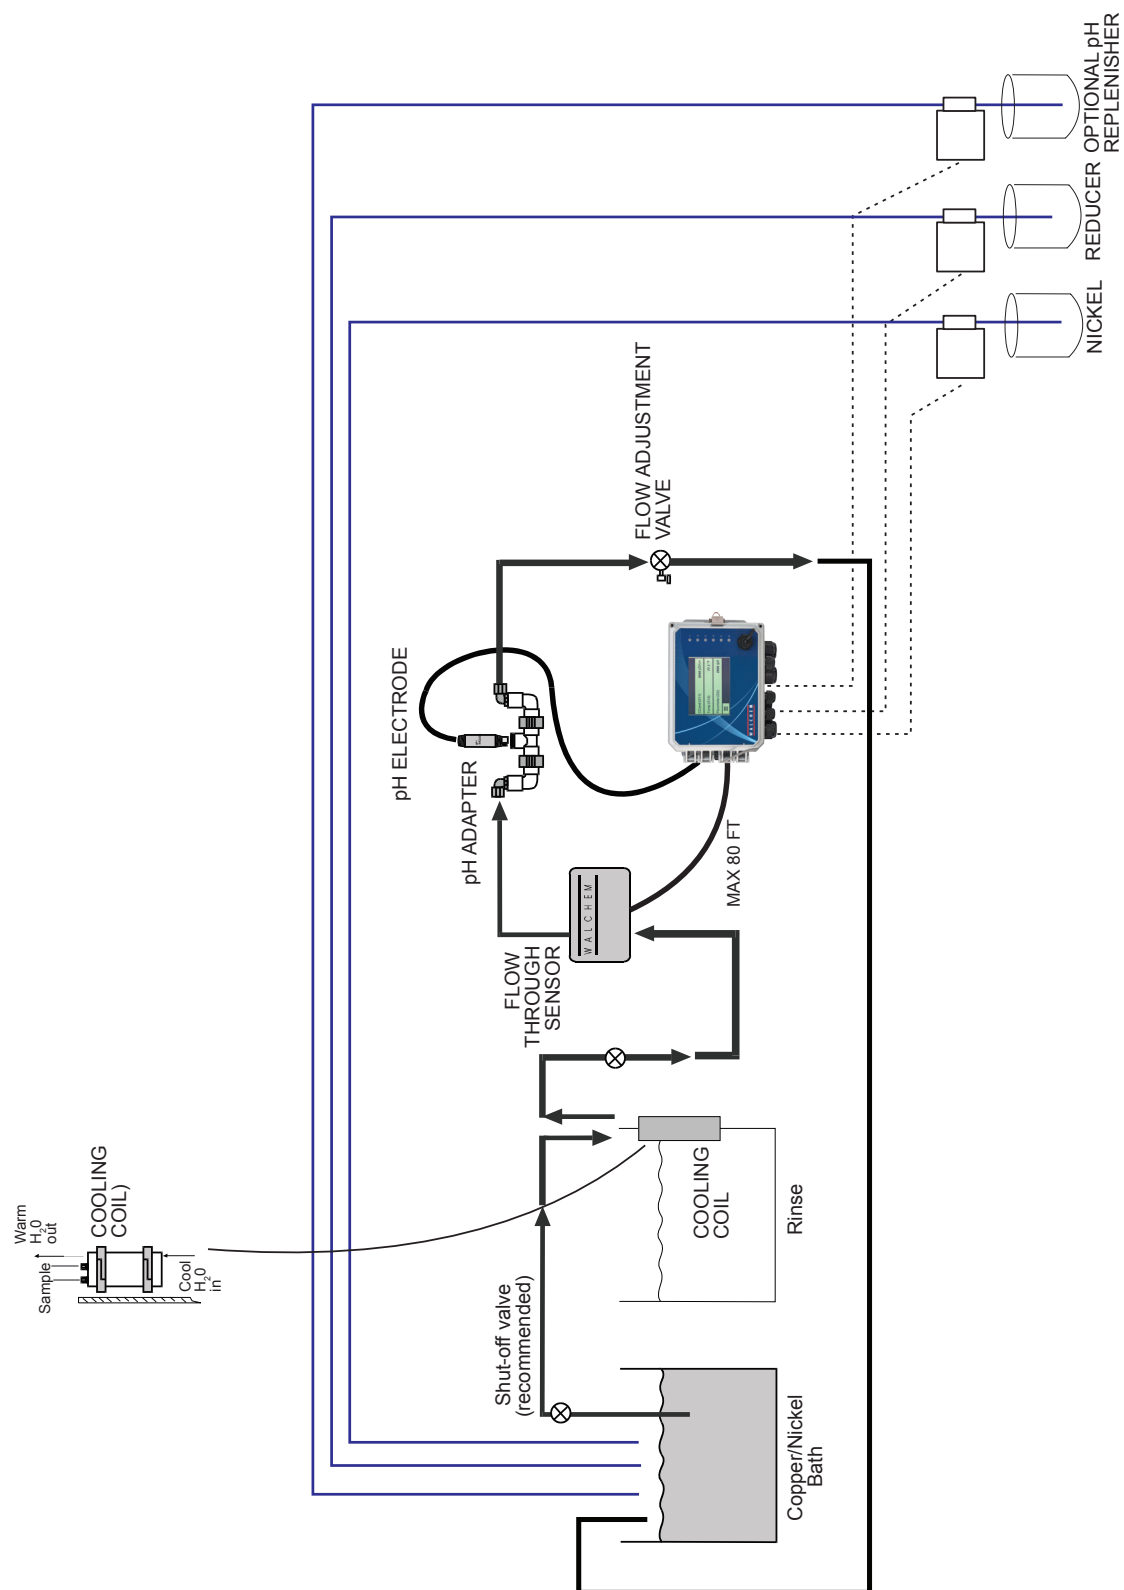 OPTIONAL pH
REPLENISHER
REDUCER
NICKEL
FLOW ADJUSTMENT
VALVE
pH ELECTRODE
pH ADAPTER
MAX 80 FT
WALCHEM
WALCHEM
FLOW
THROUGH
SENSOR
COOLING
COIL)
Warm
H20
out
Sample
Cool
H20
in
COOLING
COIL
Rinse
Shut-off valve
(recommended)
Copper/Nickel
Bath